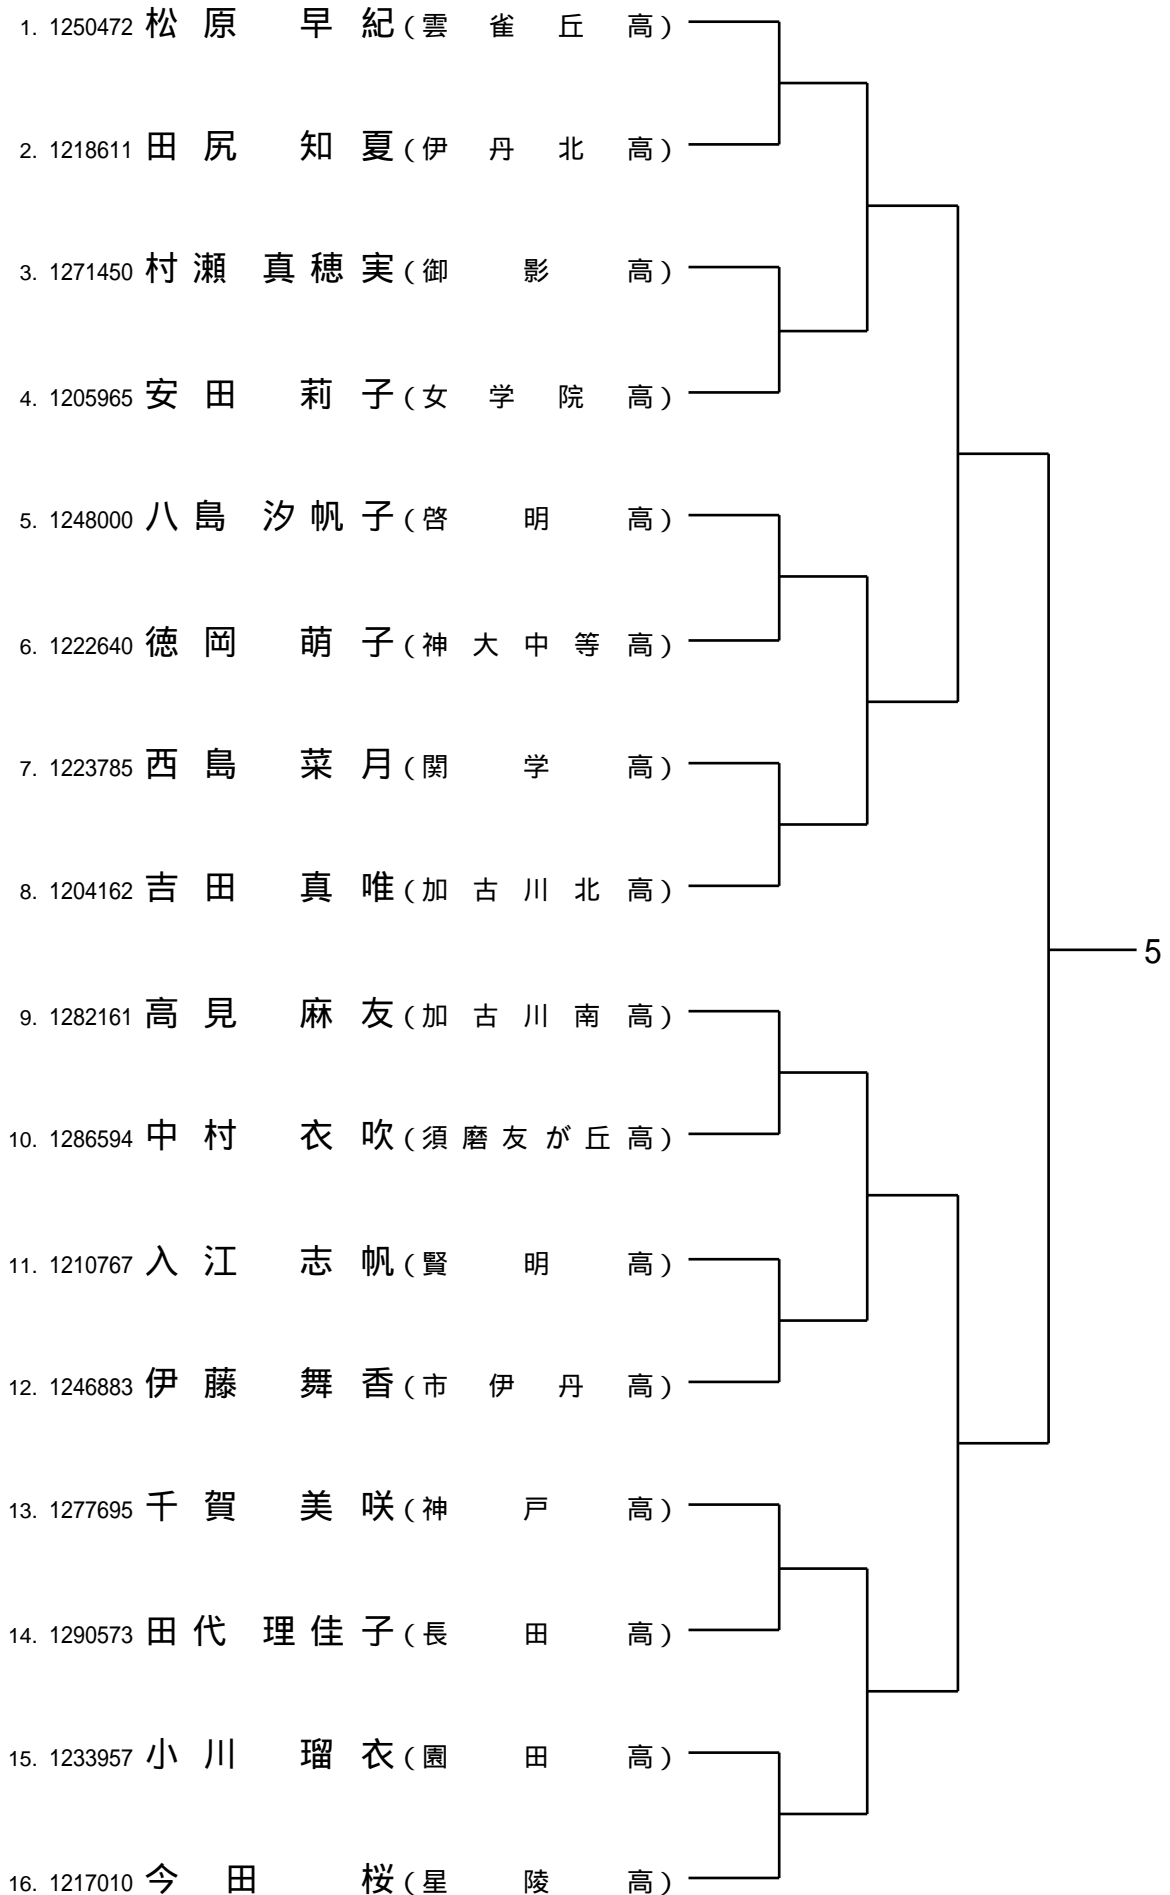 1. 1250472 松原 早紀 (雲雀丘高)
2. 1218611 田尻 知夏 (伊丹北高)
3. 1271450 村瀬 真穂実 (御影高)
4. 1205965 安田 莉子 (女学院高)
5. 1248000 八島 汐帆子 (啓明高)
6. 1222640 徳岡 萌子 (神大中等高)
7. 1223785 西島 菜月 (関学高)
8. 1204162 吉田 真唯 (加古川北高)
5
9. 1282161 高見 麻友 (加古川南高)
10. 1286594 中村 衣吹 (須磨友が丘高)
11. 1210767 入江 志帆 (賢明高)
12. 1246883 伊藤 舞香 (市伊丹高)
13. 1277695 千賀 美咲 (神戸高)
14. 1290573 田代 理佳子 (長田高)
15. 1233957 小川 瑠衣 (園田高)
16. 1217010 今田 桜 (星陵高)